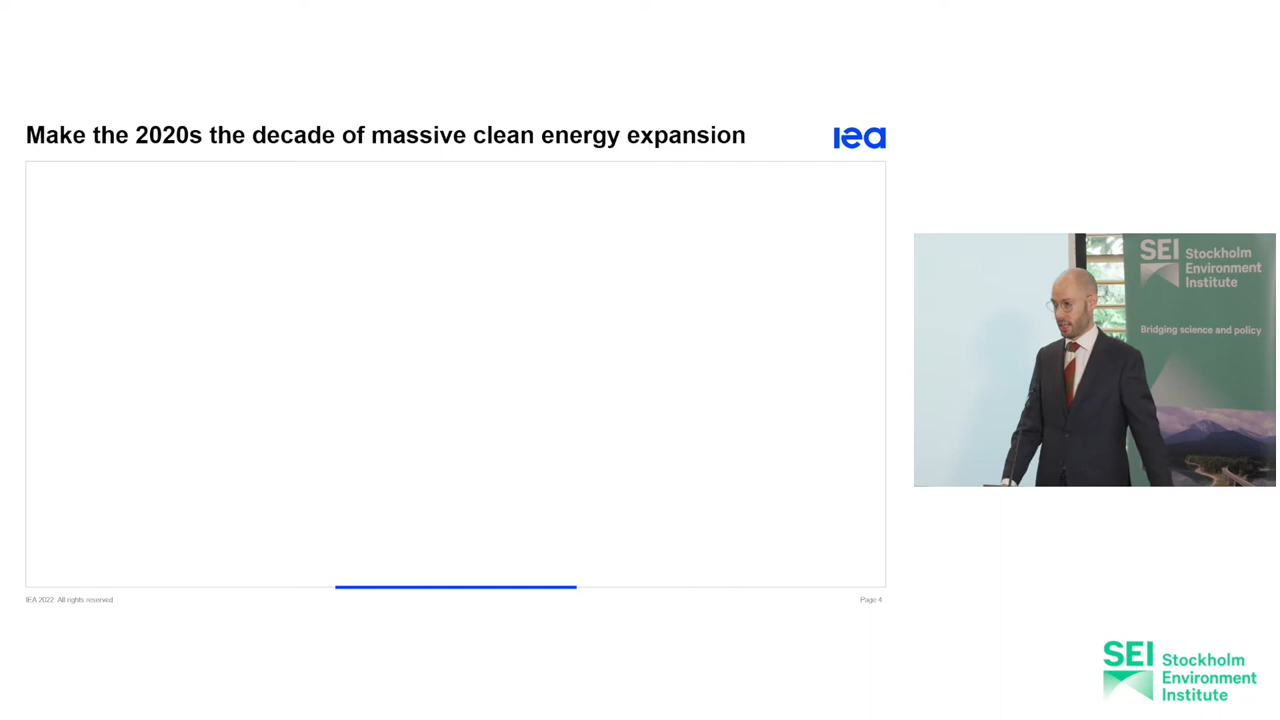 Make the 2020s the decade of massive clean energy expansion
iea
SEI
Stockholm
Environment
Institute
Bridging science and policy
IEA 2022. All rights reserved
Page 4
SEI
Stockholm
Environment
Institute